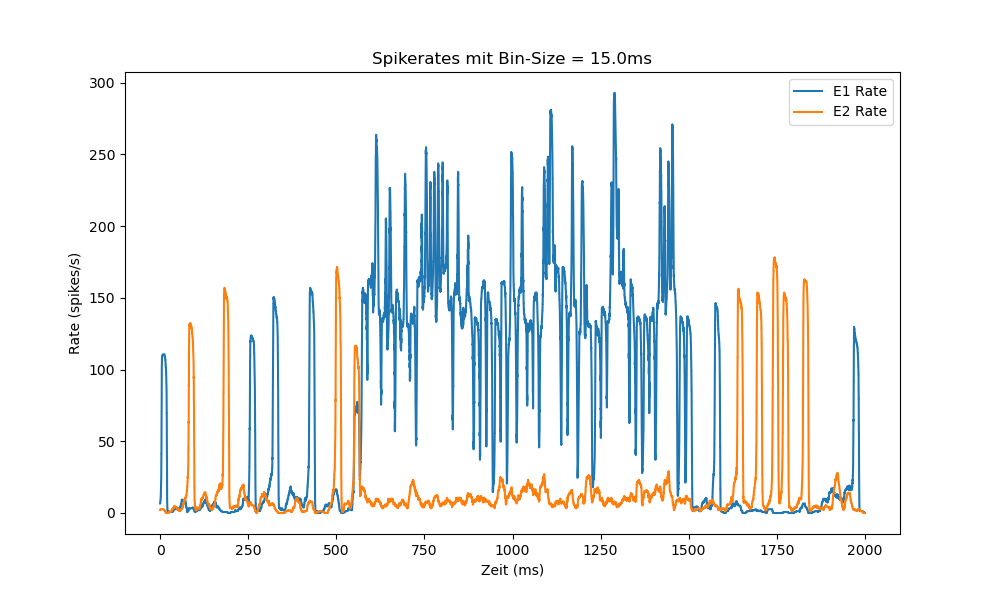 Spikerates mit Bin-Size = 15.0ms
E1 Rate
E2 Rate
Rate (spikes/s)
300
250
200
150
100
50
0
0 250 500 750 1000 1250 1500 1750 2000
Zeit (ms)